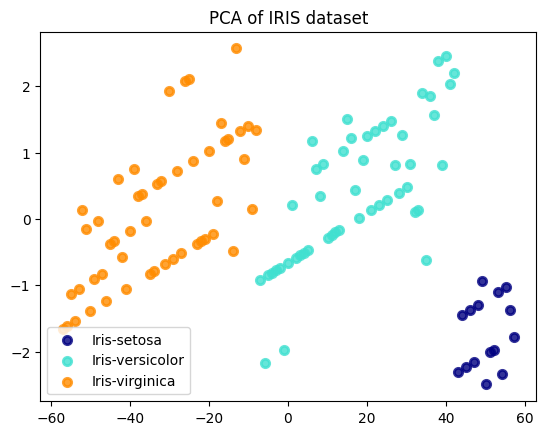 PCA of IRIS dataset
2
1
0
−1
−2
Iris-setosa
Iris-versicolor
Iris-virginica
−60 −40 −20 0 20 40 60